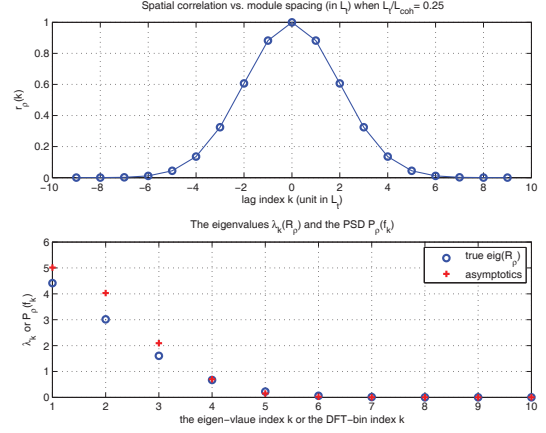 Spatial correlation vs. module spacing (in Lₜ) when Lₜ/L_coh= 0.25
1
0.8
0.6
0.4
0.2
0
r_ρ(k)
−10 −8 −6 −4 −2 0 2 4 6 8 10
lag index k (unit in Lₜ)
The eigenvalues λ_k(R_ρ) and the PSD P_ρ(f_k)
6
5
4
3
2
1
0
λ_k or P_ρ(f_k)
true eig(R_ρ)
asymptotics
1 2 3 4 5 6 7 8 9 10
the eigen−vlaue index k or the DFT−bin index k